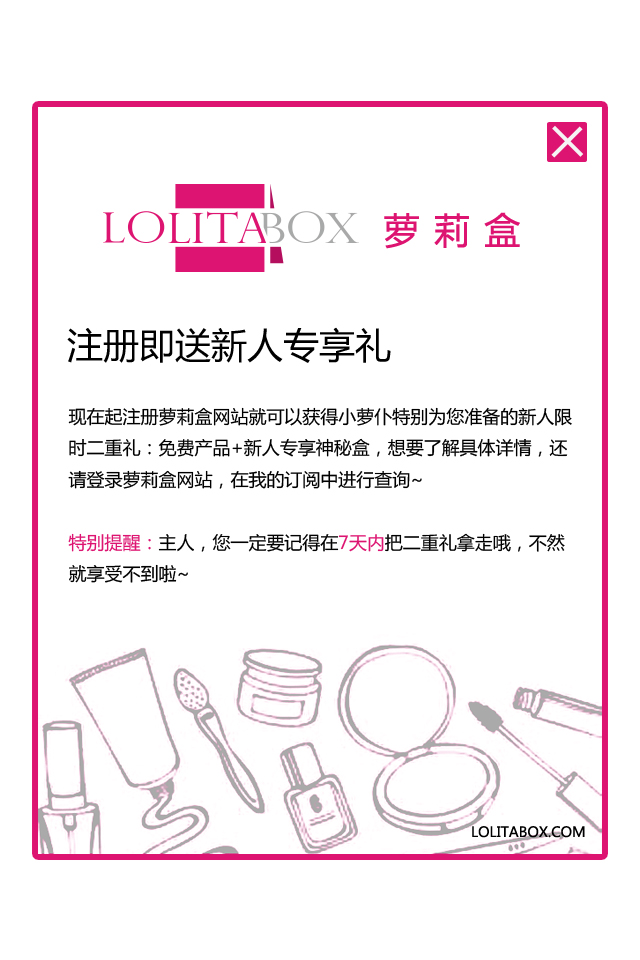 LOLITABOX 萝莉盒
注册即送新人专享礼
现在起注册萝莉盒网站就可以获得小萝仆特别为您准备的新人限
时二重礼：免费产品+新人专享神秘盒，想要了解具体详情，还
请登录萝莉盒网站，在我的订阅中进行查询~
特别提醒：主人，您一定要记得在7天内把二重礼拿走哦，不然
就享受不到啦~
LOLITABOX.COM